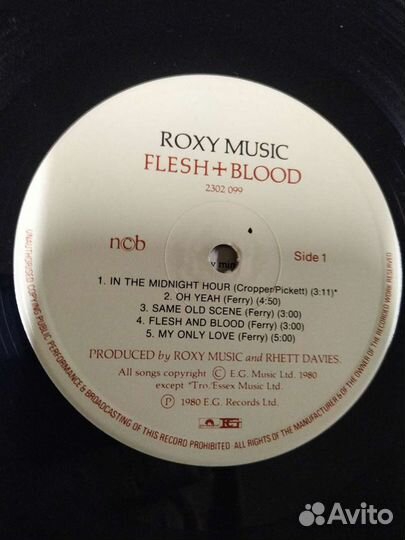 ROXY MUSIC
FLESH+BLOOD
2302 099
n©b
Side 1
1. IN THE MIDNIGHT HOUR (Cropper/Pickett) (3:11)*
2. OH YEAH (Ferry) (4:50)
3. SAME OLD SCENE (Ferry) (3:00)
4. FLESH AND BLOOD (Ferry) (3:00)
5. MY ONLY LOVE (Ferry) (5:00)
PRODUCED by ROXY MUSIC and RHETT DAVIES.
All songs copyright © E.G. Music Ltd. 1980
except *Tro/Essex Music Ltd.
℗ 1980 E.G. Records Ltd.
UNAUTHORISED COPYING PUBLIC PERFORMANCE & BROADCASTING OF THIS RECORD PROHIBITED. ALL RIGHTS OF THE MANUFACTURER & OF THE OWNER OF THE RECORDED WORK RESERVED
Avito